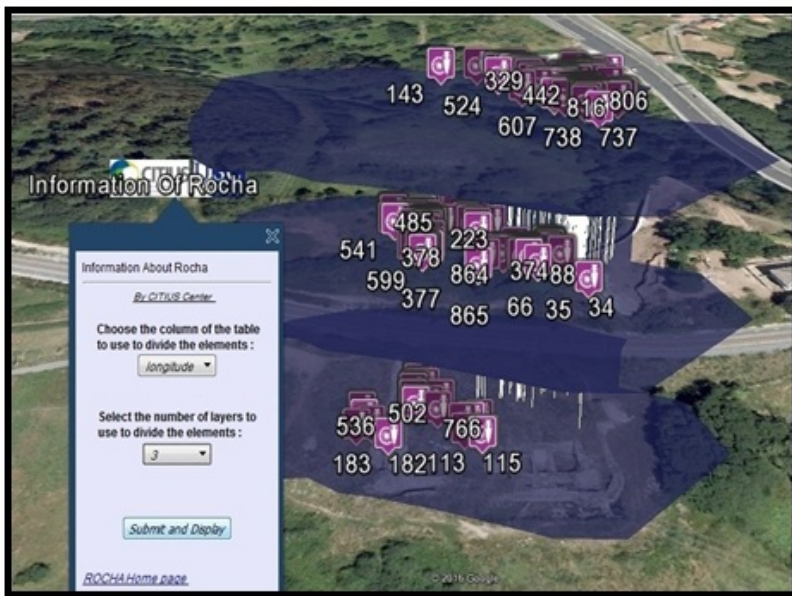 143
524
329
607
442
738
816
806
737
CITIUS
Information Of Rocha
Information About Rocha
By CITIUS Center
Choose the column of the table
to use to divide the elements :
longitude
Select the number of layers to
use to divide the elements :
3
Submit and Display
ROCHA Home page
541
485
599
378
377
223
864
865
374
88
66
35
34
536
502
766
183
182
113
115
© 2016 Google